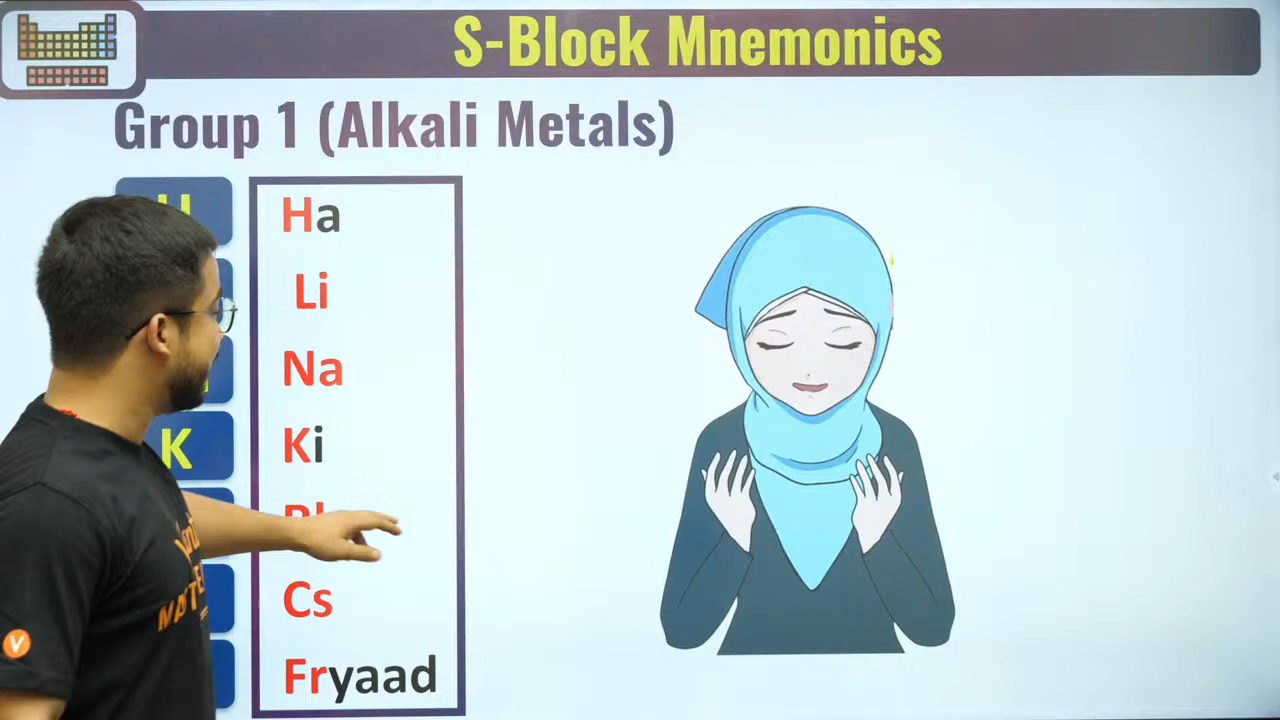 S-Block Mnemonics
Group 1 (Alkali Metals)
H
Ha
Li
Na
K
Ki
Cs
Fryaad
V